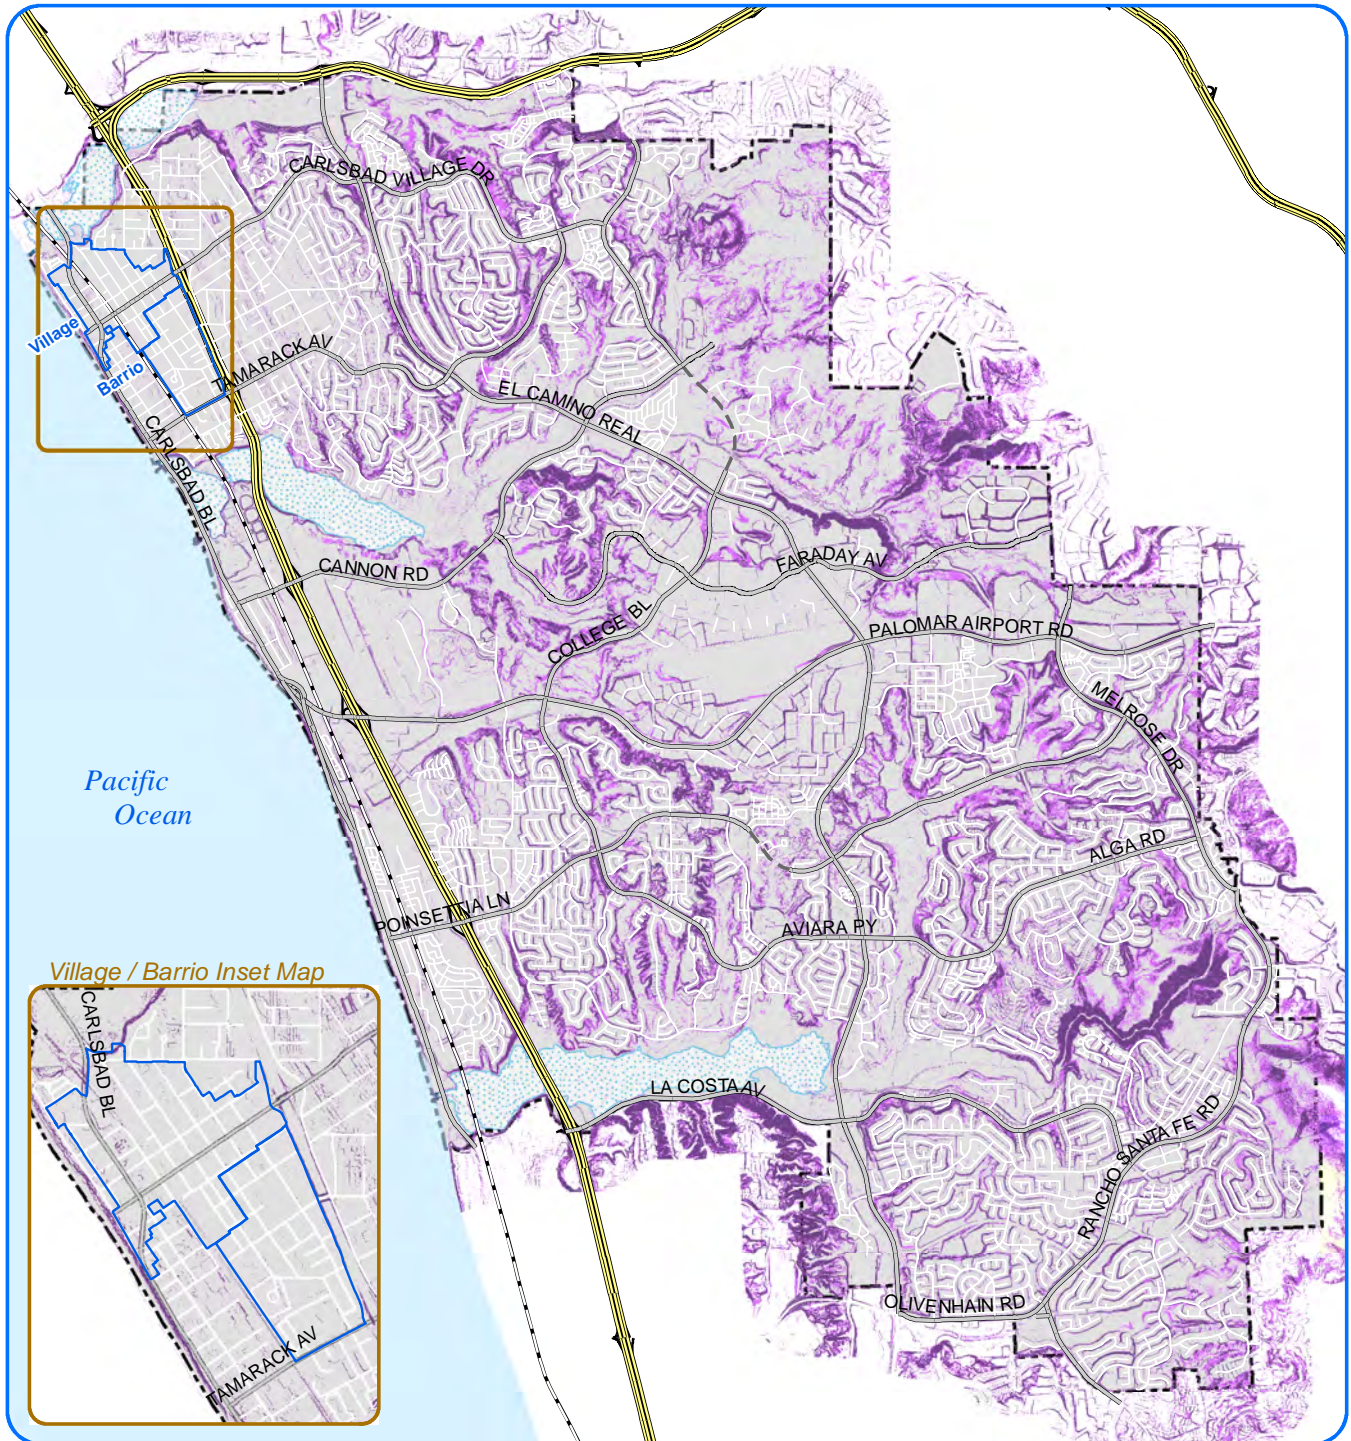 CARLSBAD VILLAGE DR
Village
Barrio
TAMARACK AV
EL CAMINO REAL
CARLSBAD BL
CANNON RD
FARADAY AV
COLLEGE BL
PALOMAR AIRPORT RD
MELROSE DR
Pacific
Ocean
ALGA RD
POINSETTIA LN
AVIARA PY
Village / Barrio Inset Map
CARLSBAD BL
LA COSTA AV
RANCHO SANTA FE RD
OLIVENHAIN RD
TAMARACK AV